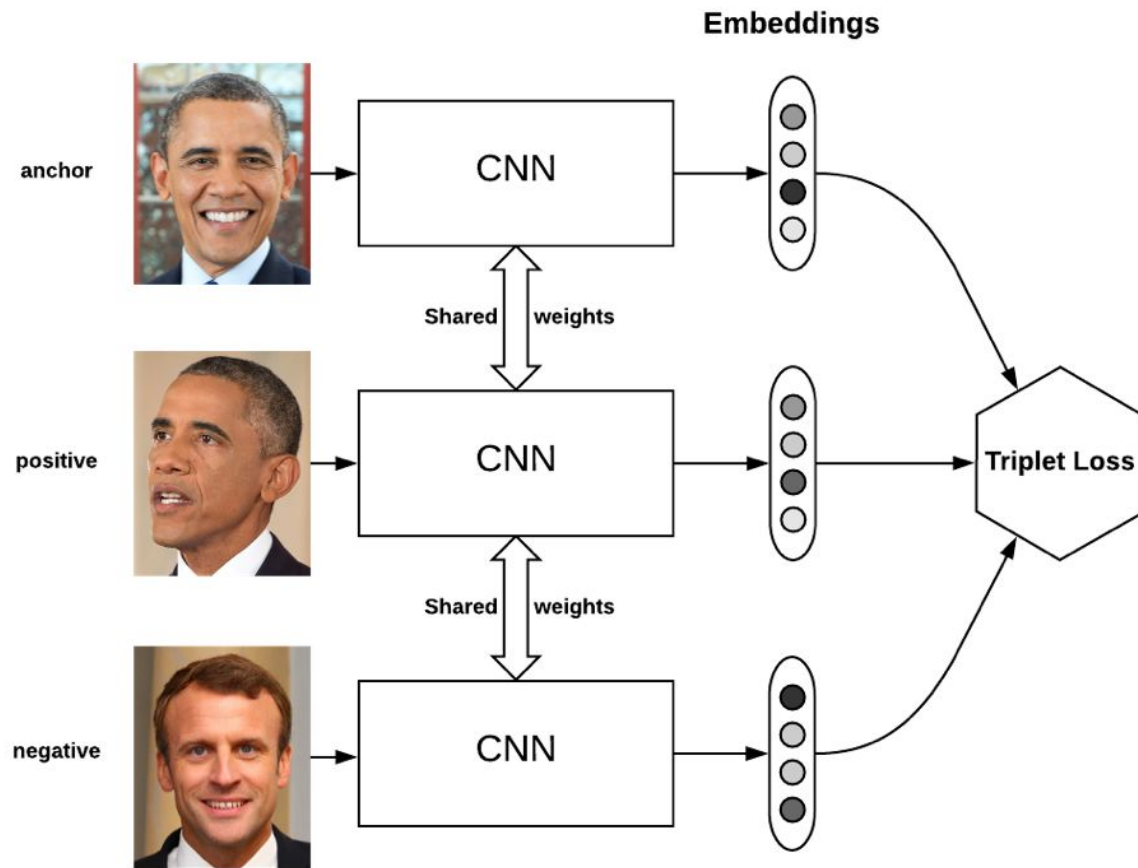 Embeddings
anchor
CNN
Shared weights
positive
CNN
Triplet Loss
Shared weights
negative
CNN